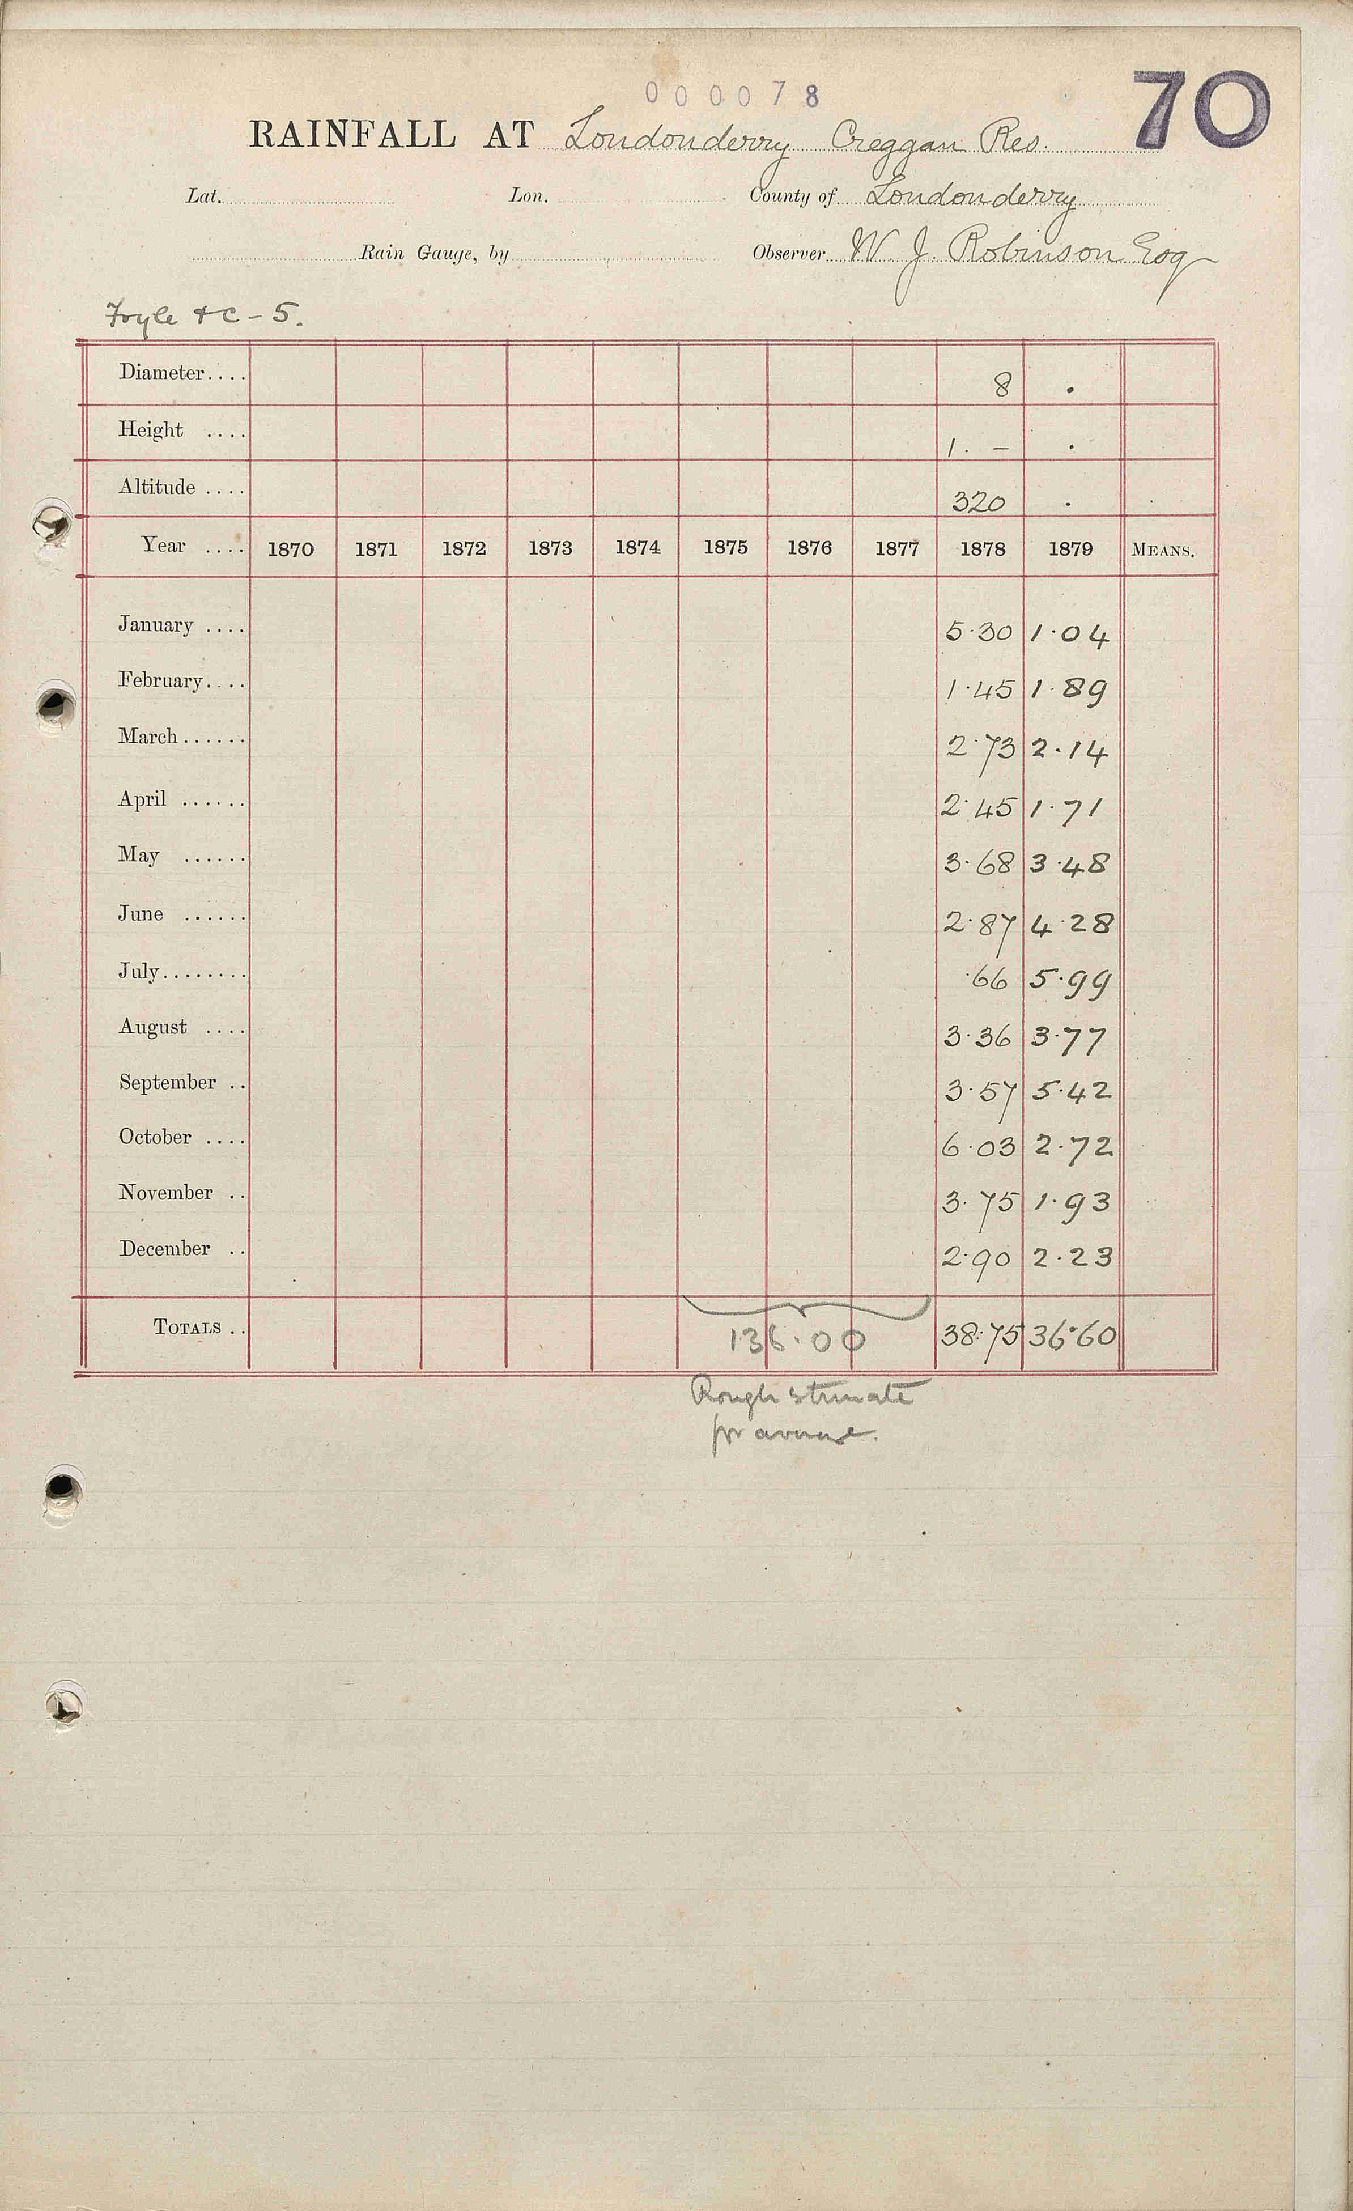 000078
70
RAINFALL AT Londonderry Creggan Res.
Lat. Lon. County of Londonderry
Rain Gauge, by Observer W J. Robinson Esq
Foyle &c - 5.
Diameter.... 8 .
Height .... 1. - .
Altitude .... 320 .
Year .... 1870 1871 1872 1873 1874 1875 1876 1877 1878 1879 MEANS.
January .... 5.30 1.04
February.... 1.45 1.89
March...... 2.73 2.14
April ...... 2.45 1.71
May ...... 3.68 3.48
June ...... 2.87 4.28
July........ .66 5.99
August .... 3.36 3.77
September .. 3.57 5.42
October .... 6.03 2.72
November .. 3.75 1.93
December .. 2.90 2.23
TOTALS .. 136.00 38.75 36.60
Rough estimate
for average.